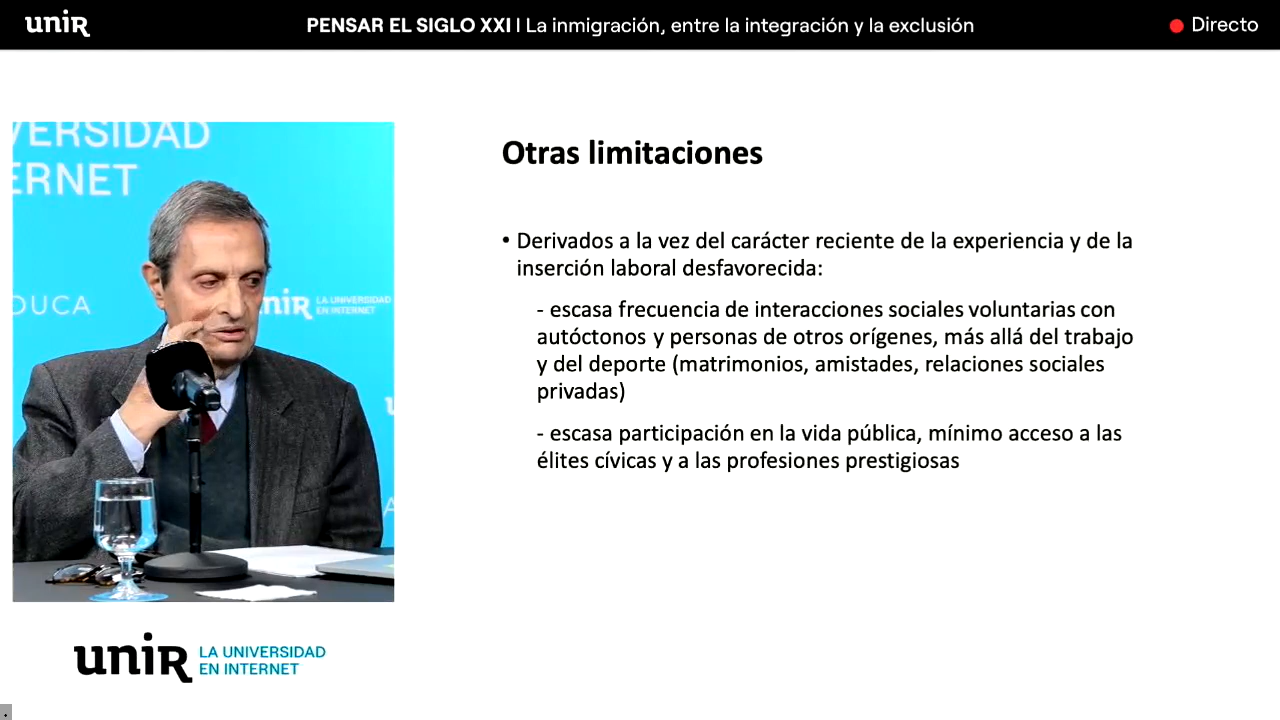 unir
PENSAR EL SIGLO XXI | La inmigración, entre la integración y la exclusión
Directo
VERSIDAD
ERNET
DUCA
unir LA UNIVERSIDAD
EN INTERNET
Otras limitaciones
• Derivados a la vez del carácter reciente de la experiencia y de la
inserción laboral desfavorecida:
- escasa frecuencia de interacciones sociales voluntarias con
autóctonos y personas de otros orígenes, más allá del trabajo
y del deporte (matrimonios, amistades, relaciones sociales
privadas)
- escasa participación en la vida pública, mínimo acceso a las
élites cívicas y a las profesiones prestigiosas
unir LA UNIVERSIDAD
EN INTERNET